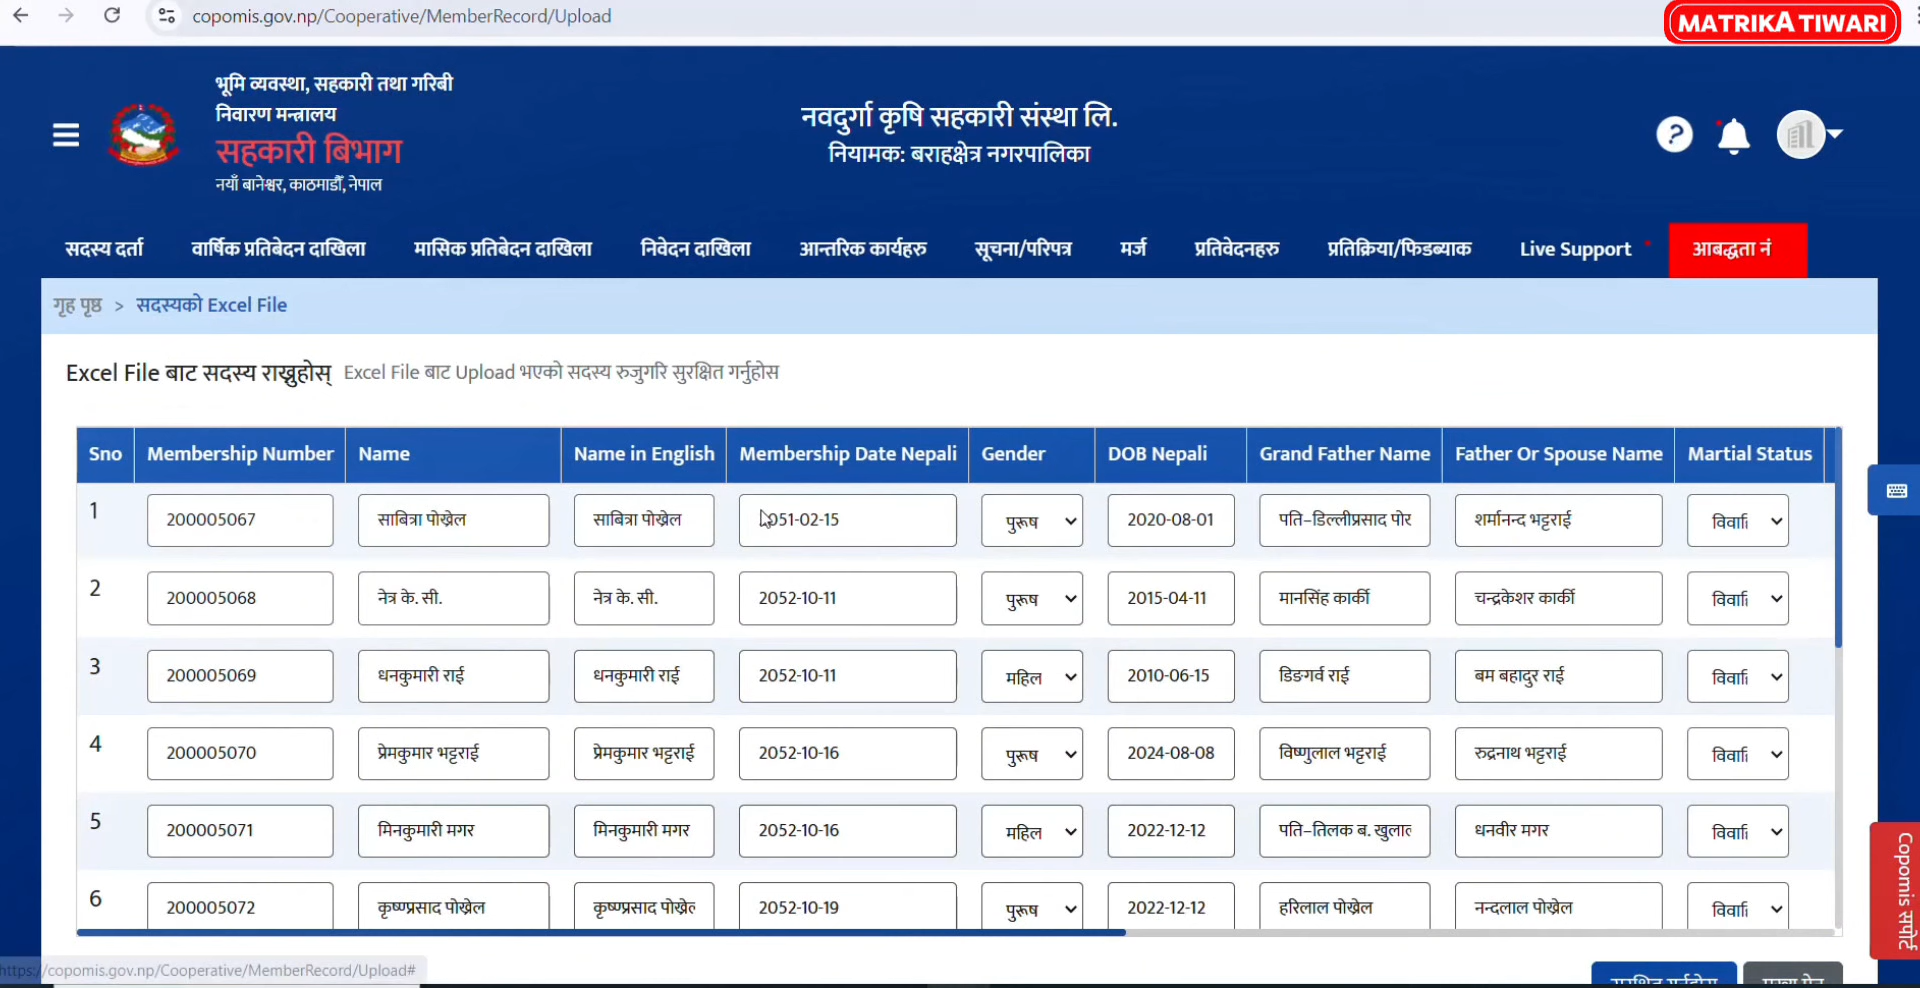 copomis.gov.np/Cooperative/MemberRecord/Upload
MATRIKA TIWARI
भूमि व्यवस्था, सहकारी तथा गरिबी
निवारण मन्त्रालय
सहकारी बिभाग
नयाँ बानेश्वर, काठमाडौँ, नेपाल
नवदुर्गा कृषि सहकारी संस्था लि.
नियामक: बराहक्षेत्र नगरपालिका
सदस्य दर्ता वार्षिक प्रतिबेदन दाखिला मासिक प्रतिबेदन दाखिला निवेदन दाखिला आन्तरिक कार्यहरु सूचना/परिपत्र मर्ज प्रतिवेदनहरु प्रतिक्रिया/फिडब्याक Live Support आबद्धता नं
गृह पृष्ठ > सदस्यको Excel File
Excel File बाट सदस्य राख्नुहोस् Excel File बाट Upload भएको सदस्य रुजुगरि सुरक्षित गर्नुहोस
Sno Membership Number Name Name in English Membership Date Nepali Gender DOB Nepali Grand Father Name Father Or Spouse Name Martial Status
1 200005067 साबित्रा पोख्रेल साबित्रा पोख्रेल 051-02-15 पुरूष 2020-08-01 पति-डिल्लीप्रसाद पोर शर्मानन्द भट्टराई विवाहि
2 200005068 नेत्र के. सी. नेत्र के. सी. 2052-10-11 पुरूष 2015-04-11 मानसिंह कार्की चन्द्रकेशर कार्की विवाहि
3 200005069 धनकुमारी राई धनकुमारी राई 2052-10-11 महिल 2010-06-15 डिङगर्व राई बम बहादुर राई विवाहि
4 200005070 प्रेमकुमार भट्टराई प्रेमकुमार भट्टराई 2052-10-16 पुरूष 2024-08-08 विष्णुलाल भट्टराई रुद्रनाथ भट्टराई विवाहि
5 200005071 मिनकुमारी मगर मिनकुमारी मगर 2052-10-16 महिल 2022-12-12 पति-तिलक ब. खुलाल धनवीर मगर विवाहि
6 200005072 कृष्णप्रसाद पोख्रेल कृष्णप्रसाद पोख्रेल 2052-10-19 पुरूष 2022-12-12 हरिलाल पोख्रेल नन्दलाल पोख्रेल विवाहि
Copomis सपोर्ट
https://copomis.gov.np/Cooperative/MemberRecord/Upload#